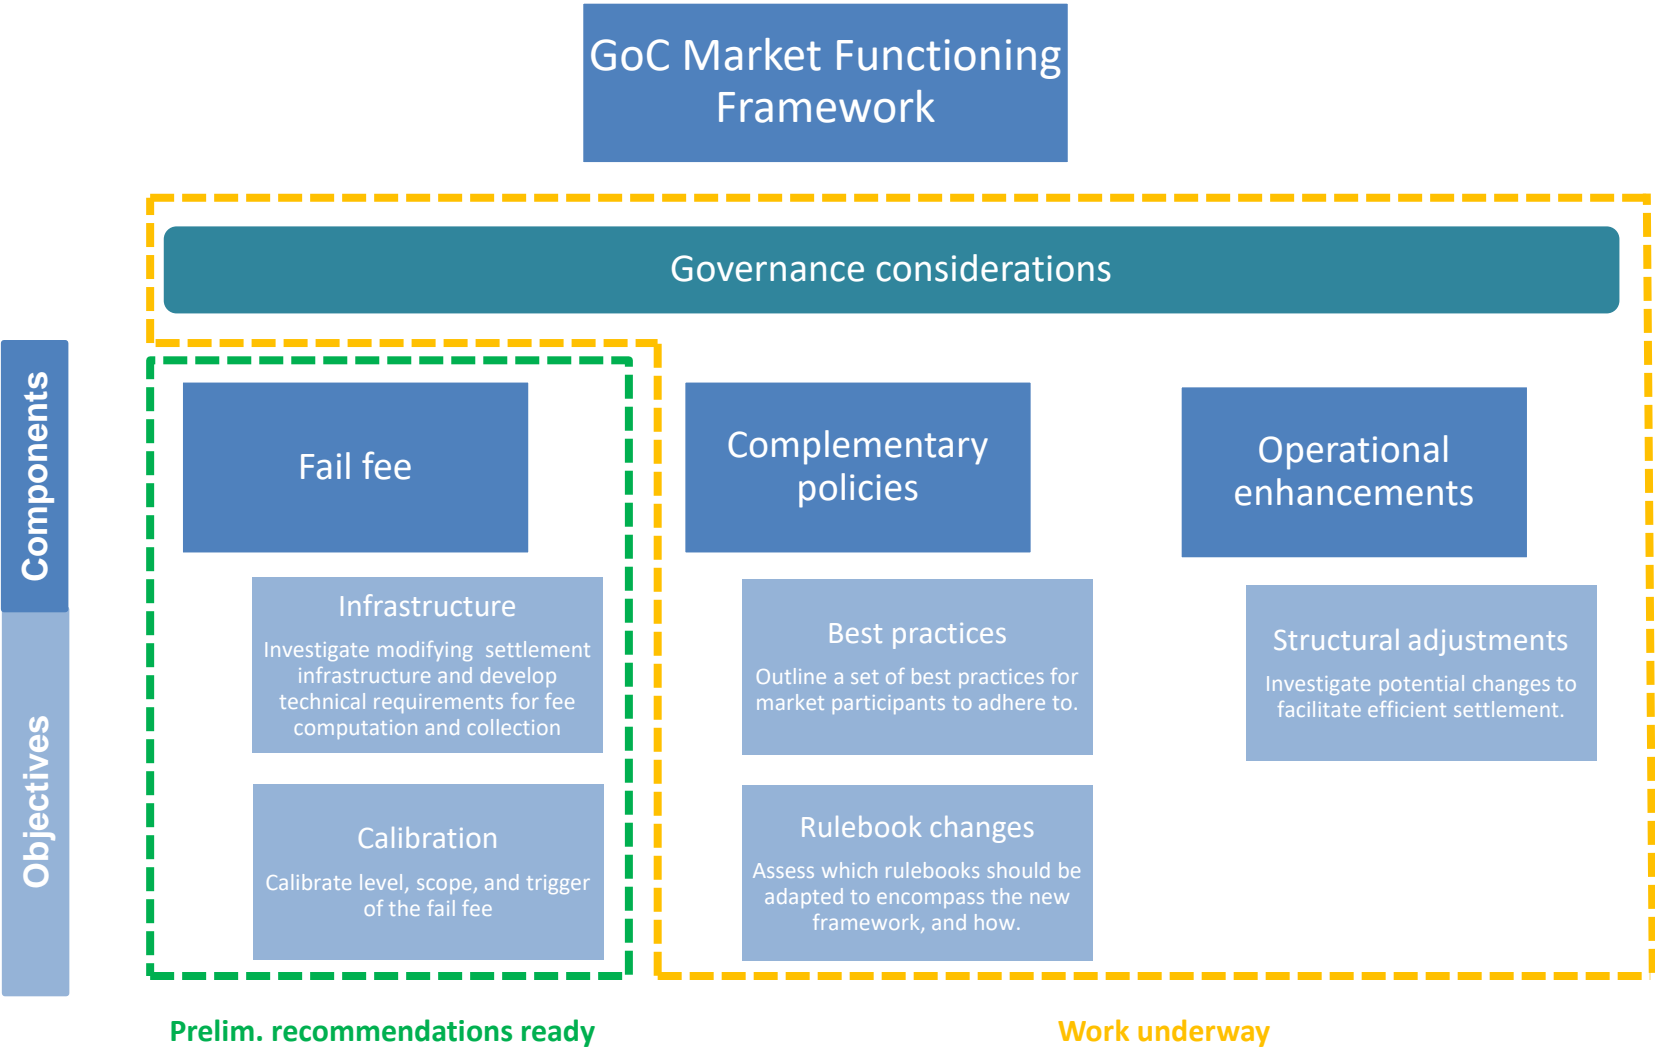 GoC Market Functioning
Framework
Governance considerations
Components
Fail fee
Complementary
policies
Operational
enhancements
Objectives
Infrastructure
Investigate modifying settlement
infrastructure and develop
technical requirements for fee
computation and collection
Best practices
Outline a set of best practices for
market participants to adhere to.
Structural adjustments
Investigate potential changes to
facilitate efficient settlement.
Calibration
Calibrate level, scope, and trigger
of the fail fee
Rulebook changes
Assess which rulebooks should be
adapted to encompass the new
framework, and how.
Prelim. recommendations ready
Work underway